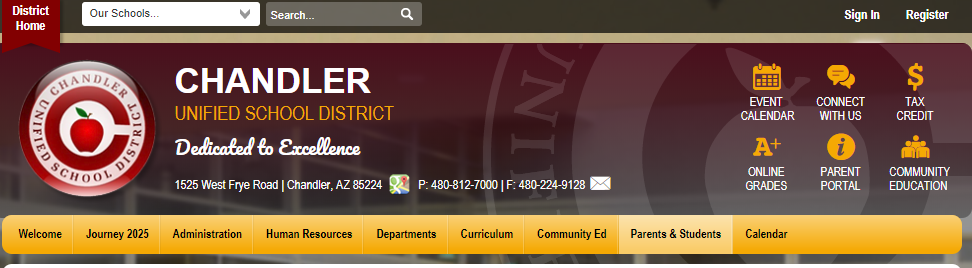 District
Home
Our Schools...
Search...
Sign In
Register
CHANDLER
UNIFIED SCHOOL DISTRICT
CHANDLER
UNIFIED SCHOOL DISTRICT
Dedicated to Excellence
1525 West Frye Road | Chandler, AZ 85224
P: 480-812-7000 | F: 480-224-9128
EVENT
CALENDAR
CONNECT
WITH US
$
TAX
CREDIT
A+
ONLINE
GRADES
i
PARENT
PORTAL
COMMUNITY
EDUCATION
Welcome
Journey 2025
Administration
Human Resources
Departments
Curriculum
Community Ed
Parents & Students
Calendar